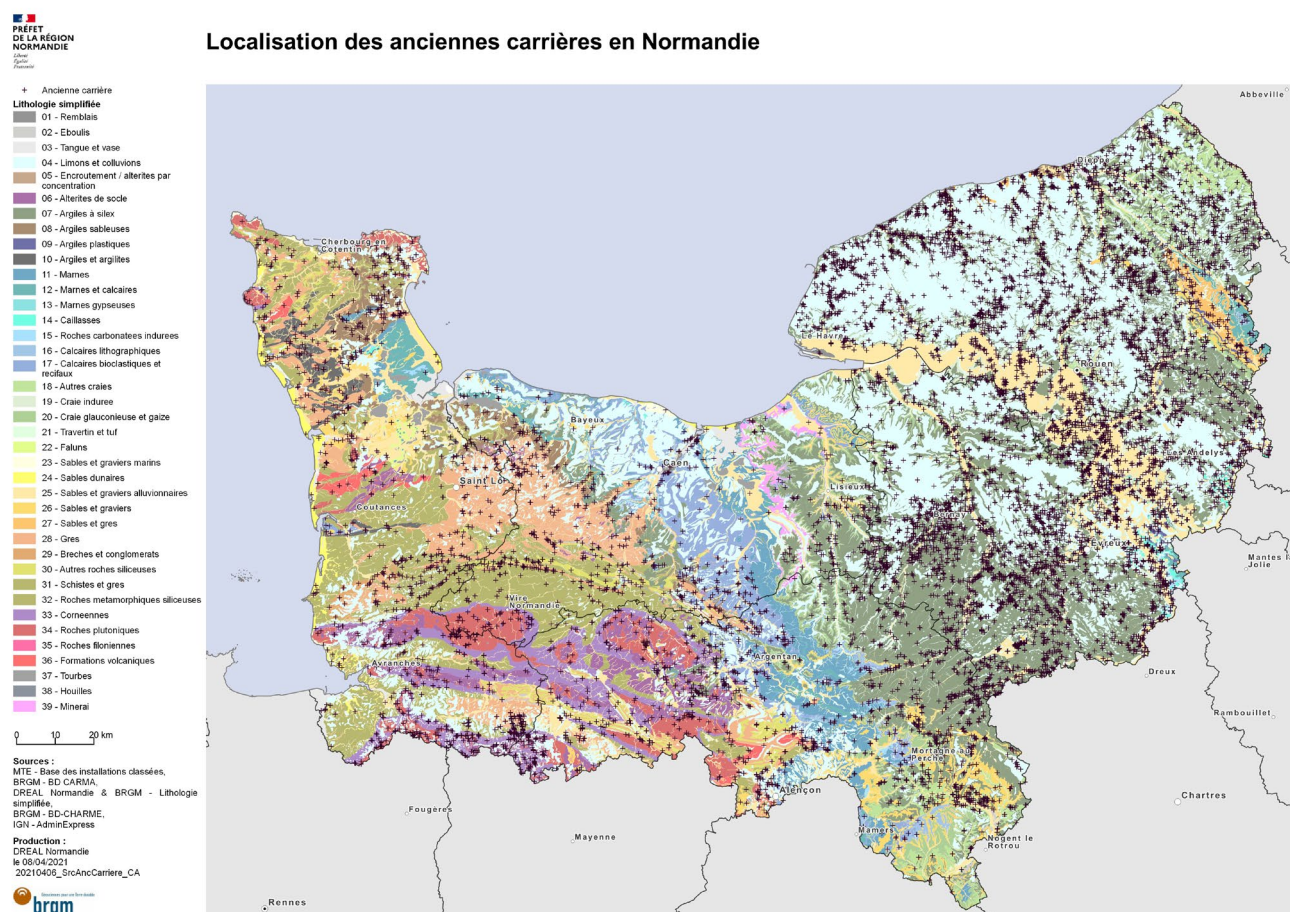 PRÉFET
DE LA RÉGION
NORMANDIE
Liberté
Égalité
Fraternité
Localisation des anciennes carrières en Normandie
+ Ancienne carrière
Lithologie simplifiée
01 - Remblais
02 - Eboulis
03 - Tangue et vase
04 - Limons et colluvions
05 - Encroutement / alterites par
concentration
06 - Alterites de socle
07 - Argiles à silex
08 - Argiles sableuses
09 - Argiles plastiques
10 - Argiles et argilites
11 - Marnes
12 - Marnes et calcaires
13 - Marnes gypseuses
14 - Caillasses
15 - Roches carbonatees indurees
16 - Calcaires lithographiques
17 - Calcaires bioclastiques et
recifaux
18 - Autres craies
19 - Craie induree
20 - Craie glauconieuse et gaize
21 - Travertin et tuf
22 - Faluns
23 - Sables et graviers marins
24 - Sables dunaires
25 - Sables et graviers alluvionnaires
26 - Sables et graviers
27 - Sables et gres
28 - Gres
29 - Breches et conglomerats
30 - Autres roches siliceuses
31 - Schistes et gres
32 - Roches metamorphiques siliceuses
33 - Corneennes
34 - Roches plutoniques
35 - Roches filoniennes
36 - Formations volcaniques
37 - Tourbes
38 - Houilles
39 - Minerai
0 10 20 km
Sources :
MTE - Base des installations classées,
BRGM - BD CARMA,
DREAL Normandie & BRGM - Lithologie
simplifiée,
BRGM - BD-CHARME,
IGN - AdminExpress
Production :
DREAL Normandie
le 08/04/2021
20210406_SrcAncCarriere_CA
brgm
Abbeville
Dieppe
Cherbourg en
Cotentin
Le Havre
Rouen
Bayeux
Caen
Les Andelys
Saint Lô
Lisieux
Coutances
Bernay
Evreux
Mantes la
Jolie
Vire
Normandie
Avranches
Argentan
Dreux
Rambouillet
Mortagne au
Perche
Alençon
Chartres
Fougères
Mamers
Mayenne
Nogent le
Rotrou
Rennes